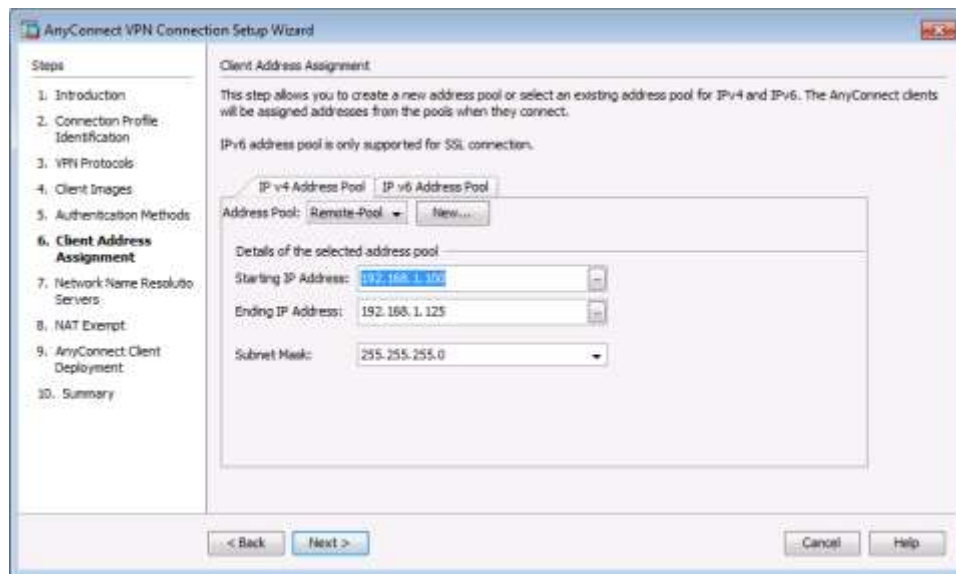 AnyConnect VPN Connection Setup Wizard
Steps
1. Introduction
2. Connection Profile
Identification
3. VPN Protocols
4. Client Images
5. Authentication Methods
6. Client Address
Assignment
7. Network Name Resolutio
Servers
8. NAT Exempt
9. AnyConnect Client
Deployment
10. Summary
Client Address Assignment
This step allows you to create a new address pool or select an existing address pool for IPv4 and IPv6. The AnyConnect clients
will be assigned addresses from the pools when they connect.
IPv6 address pool is only supported for SSL connection.
IP v4 Address Pool IP v6 Address Pool
Address Pool: Remote-Pool New...
Details of the selected address pool
Starting IP Address: 192.168.1.100 ...
Ending IP Address: 192.168.1.125 ...
Subnet Mask: 255.255.255.0
< Back Next > Cancel Help